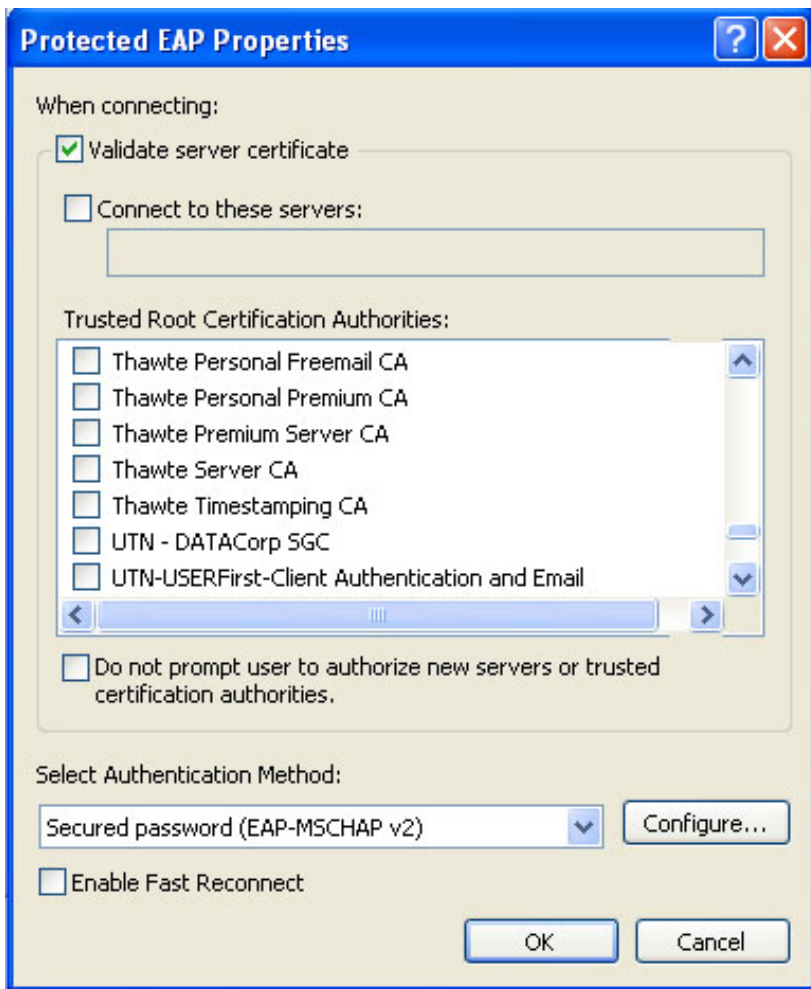 Protected EAP Properties
?
When connecting:
Validate server certificate
Connect to these servers:
Trusted Root Certification Authorities:
Thawte Personal Freemail CA
Thawte Personal Premium CA
Thawte Premium Server CA
Thawte Server CA
Thawte Timestamping CA
UTN - DATACorp SGC
UTN-USERFirst-Client Authentication and Email
Do not prompt user to authorize new servers or trusted
certification authorities.
Select Authentication Method:
Secured password (EAP-MSCHAP v2)
Configure...
Enable Fast Reconnect
OK
Cancel